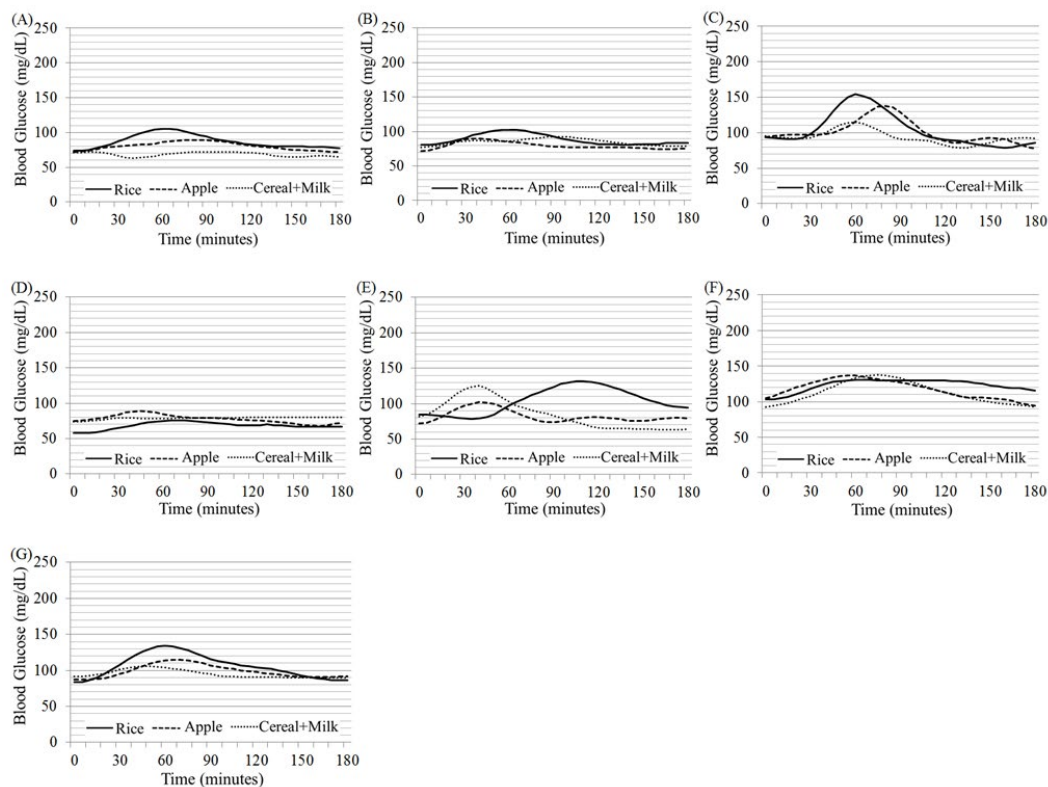 (A)
Blood Glucose (mg/dL)
250
200
150
100
50
0
Rice Apple Cereal+Milk
0 30 60 90 120 150 180
Time (minutes)
(B)
Blood Glucose (mg/dL)
250
200
150
100
50
0
Rice Apple Cereal+Milk
0 30 60 90 120 150 180
Time (minutes)
(C)
Blood Glucose (mg/dL)
250
200
150
100
50
0
Rice Apple Cereal+Milk
0 30 60 90 120 150 180
Time (minutes)
(D)
Blood Glucose (mg/dL)
250
200
150
100
50
0
Rice Apple Cereal+Milk
0 30 60 90 120 150 180
Time (minutes)
(E)
Blood Glucose (mg/dL)
250
200
150
100
50
0
Rice Apple Cereal+Milk
0 30 60 90 120 150 180
Time (minutes)
(F)
Blood Glucose (mg/dL)
250
200
150
100
50
0
Rice Apple Cereal+Milk
0 30 60 90 120 150 180
Time (minutes)
(G)
Blood Glucose (mg/dL)
250
200
150
100
50
0
Rice Apple Cereal+Milk
0 30 60 90 120 150 180
Time (minutes)